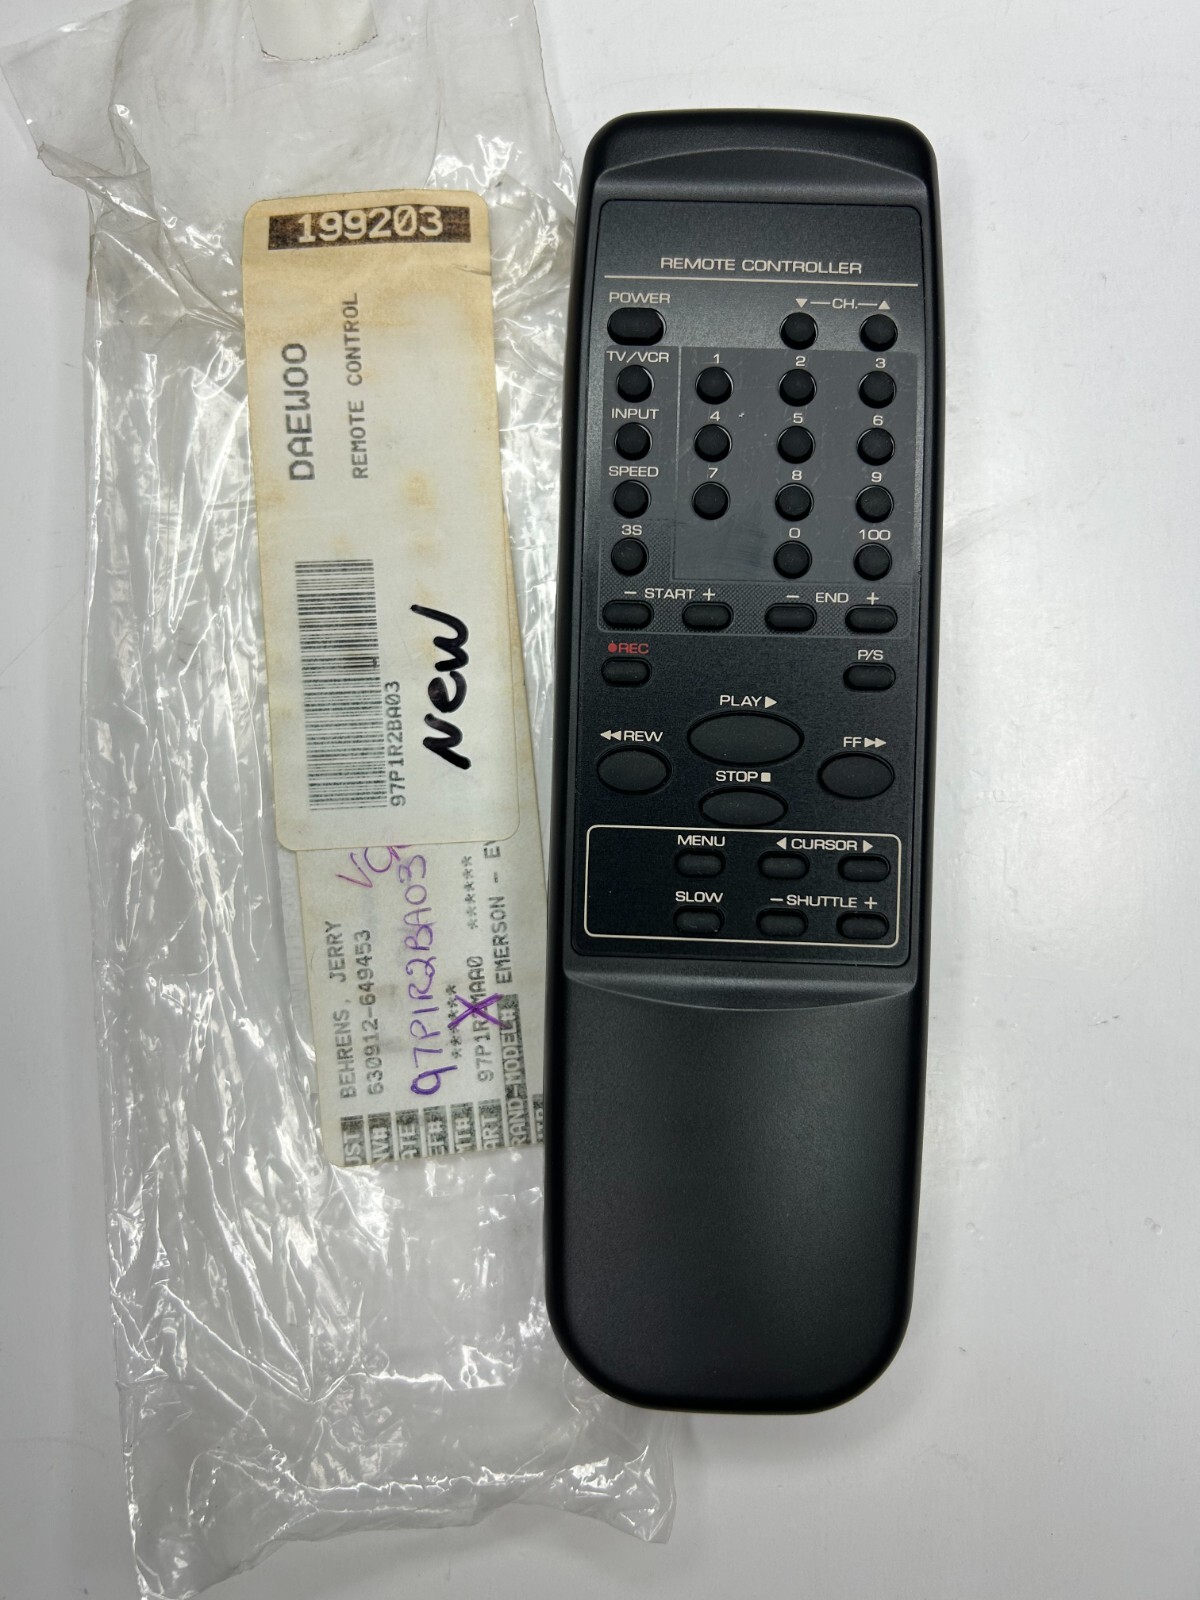 199203
DAEWOO
REMOTE CONTROL
97P1R2BA03
New
BEHRENS, JERRY
630912-649453
97P1R2BA03
******* *******
MAA0
EMERSON - EV
REMOTE CONTROLLER
POWER ▼—CH.—▲
TV/VCR 1 2 3
INPUT 4 5 6
SPEED 7 8 9
3S 0 100
– START + – END +
●REC P/S
PLAY ▶
◀◀ REW FF ▶▶
STOP ■
MENU ◀ CURSOR ▶
SLOW – SHUTTLE +